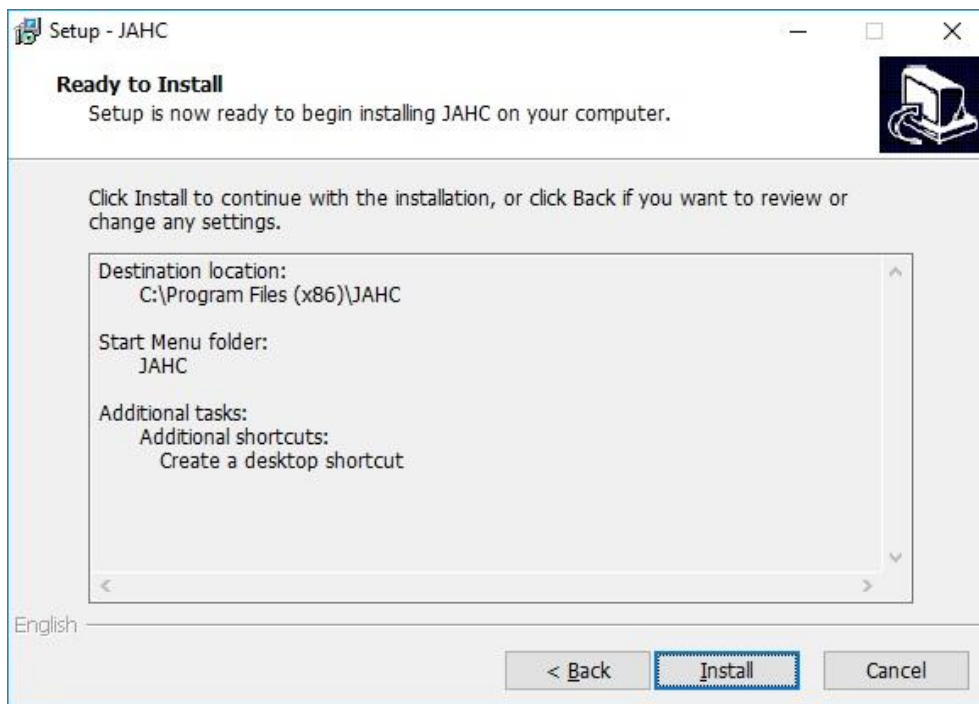 Setup - JAHC
Ready to Install
Setup is now ready to begin installing JAHC on your computer.
Click Install to continue with the installation, or click Back if you want to review or
change any settings.
Destination location:
C:\Program Files (x86)\JAHC
Start Menu folder:
JAHC
Additional tasks:
Additional shortcuts:
Create a desktop shortcut
English
< Back
Install
Cancel